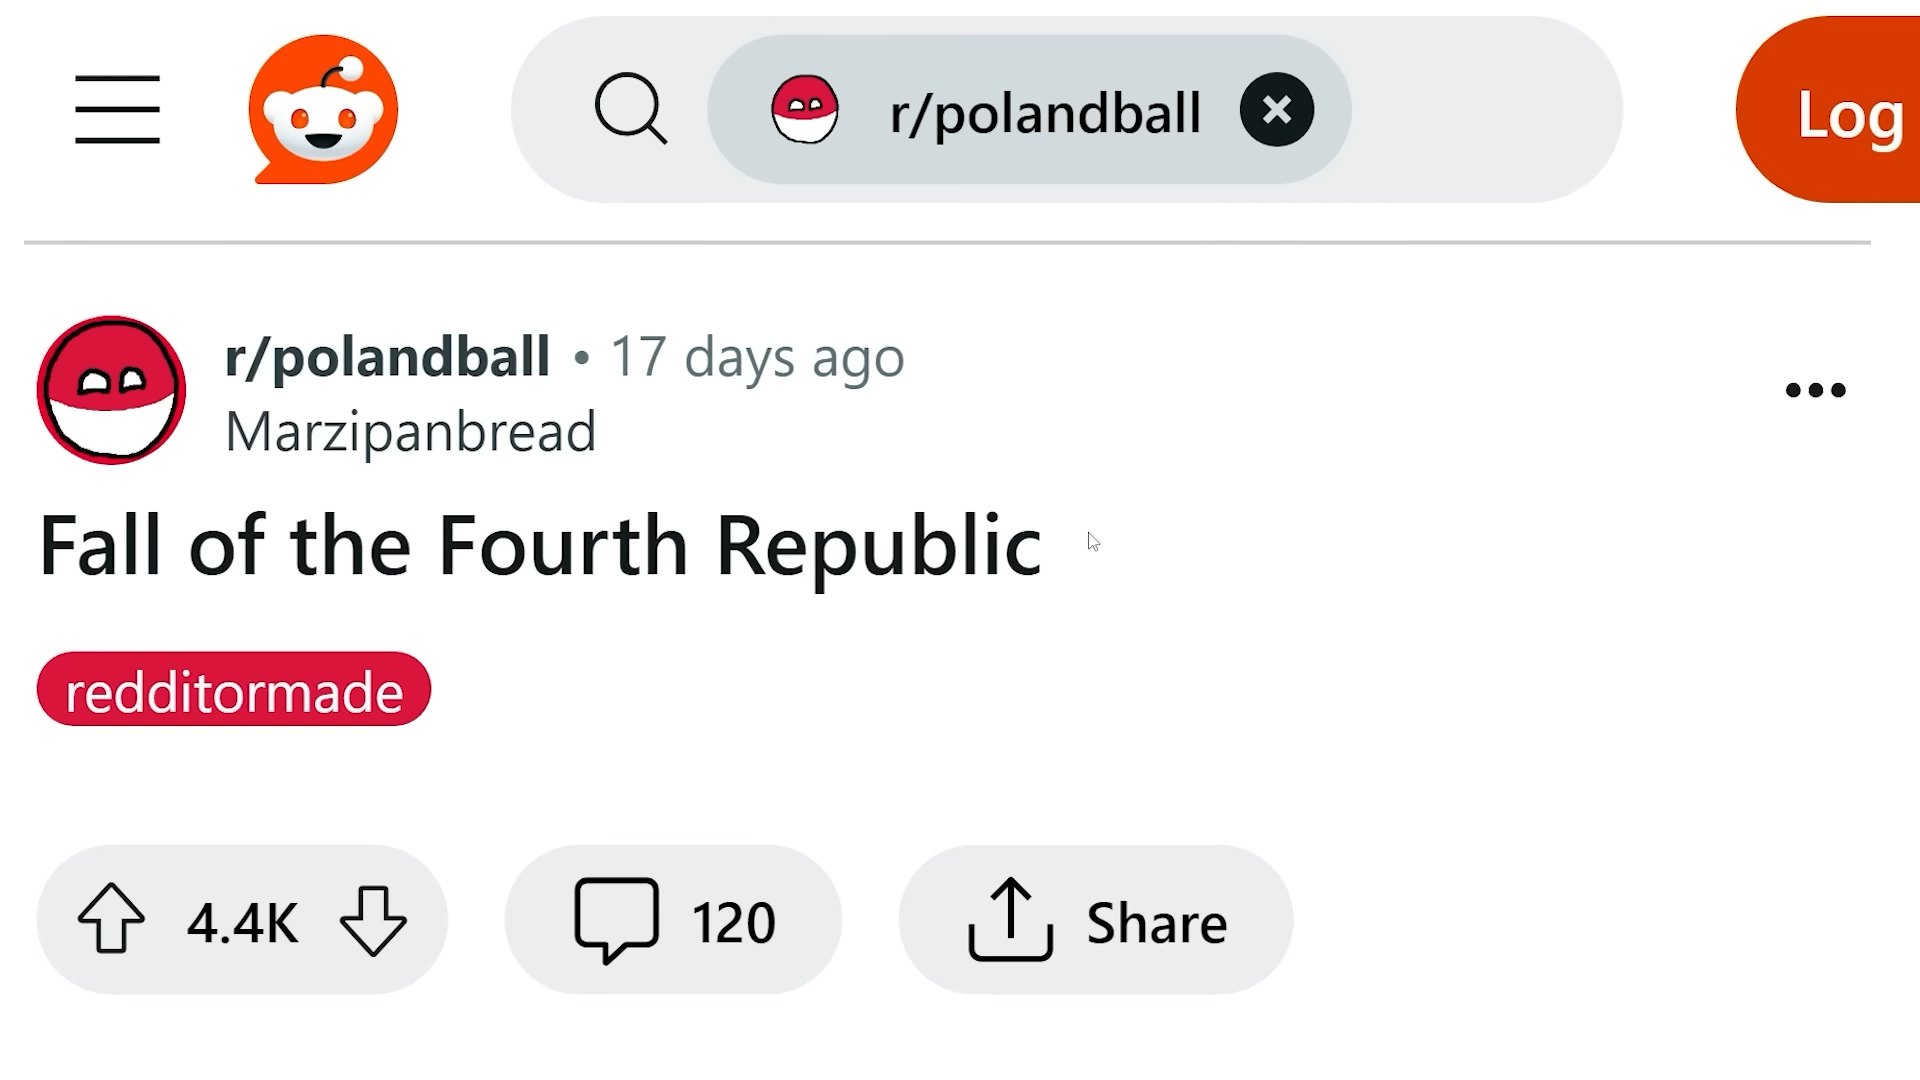 r/polandball
Log
r/polandball • 17 days ago
Marzipanbread
Fall of the Fourth Republic
redditormade
4.4K
120
Share